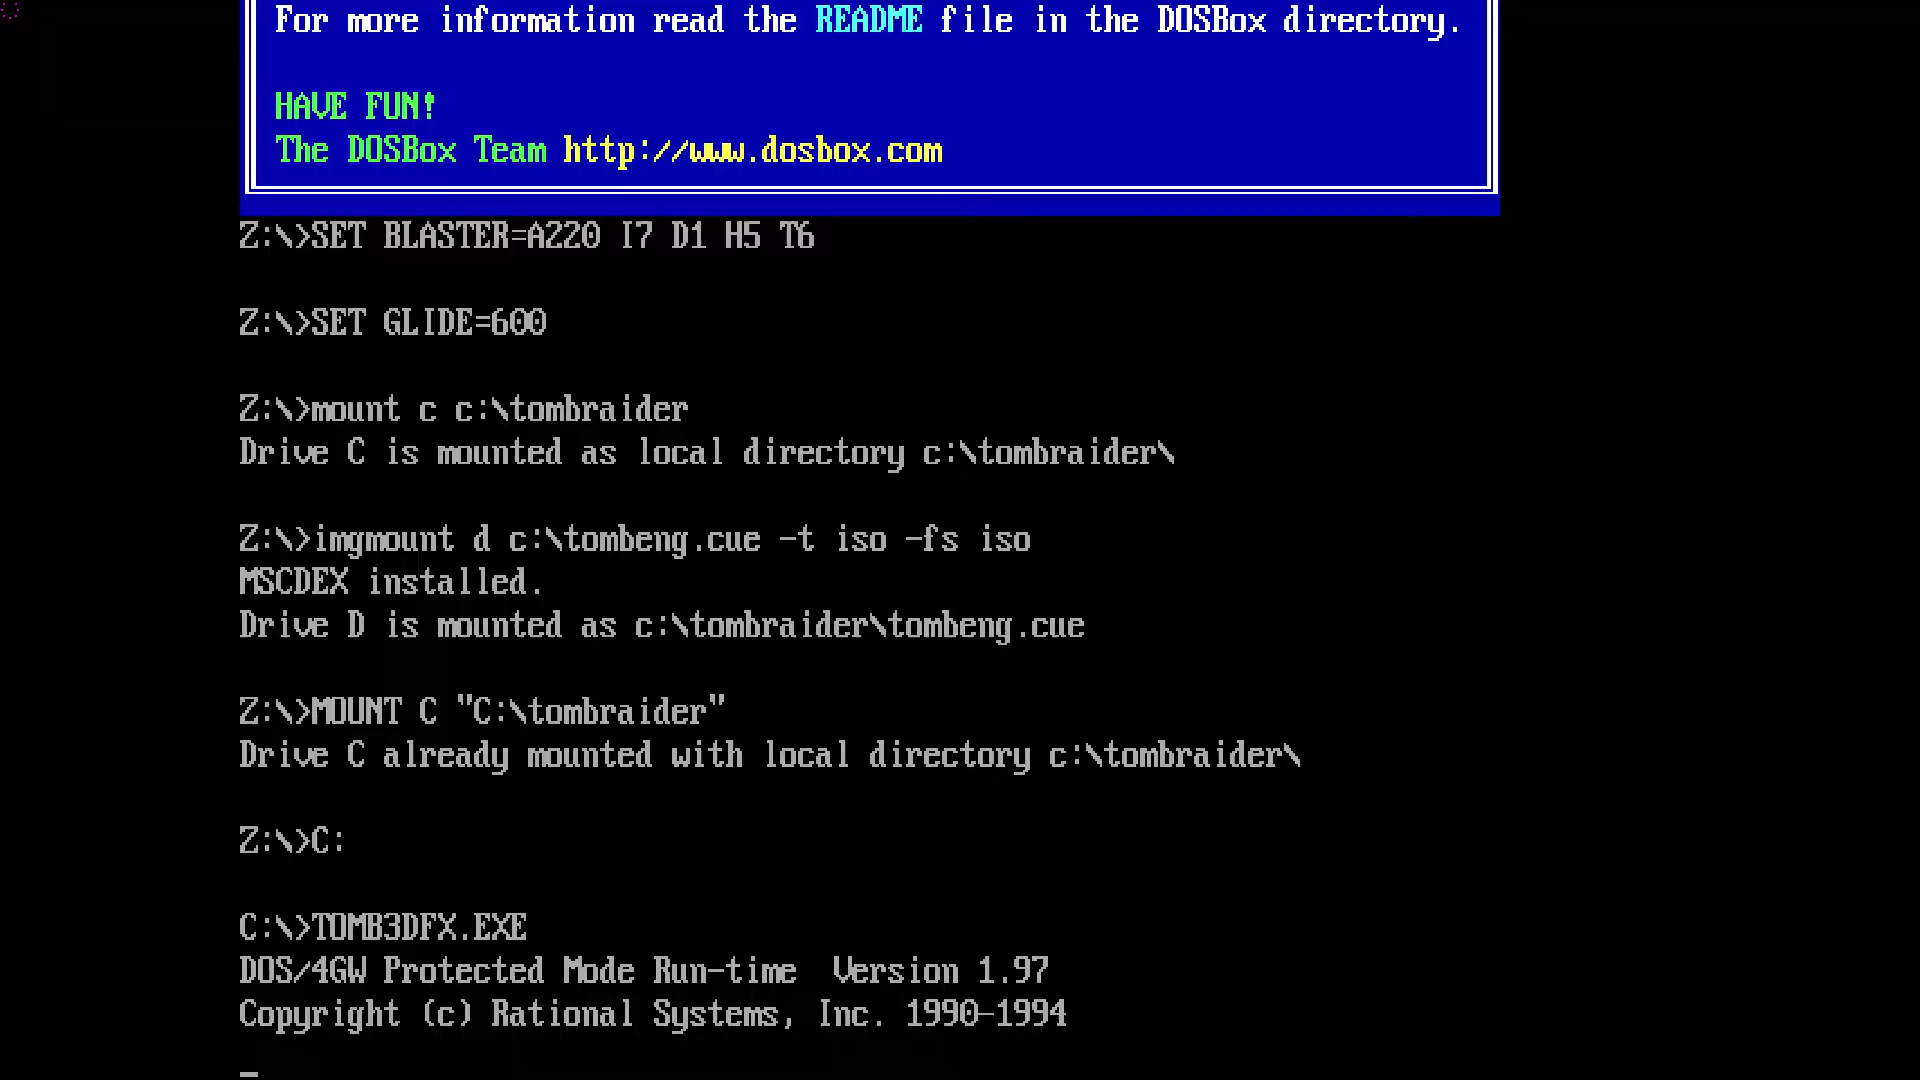 For more information read the README file in the DOSBox directory.
HAVE FUN!
The DOSBox Team http://www.dosbox.com
Z:\>SET BLASTER=A220 I7 D1 H5 T6
Z:\>SET GLIDE=600
Z:\>mount c c:\tombraider
Drive C is mounted as local directory c:\tombraider\
Z:\>imgmount d c:\tombeng.cue -t iso -fs iso
MSCDEX installed.
Drive D is mounted as c:\tombraider\tombeng.cue
Z:\>MOUNT C "C:\tombraider"
Drive C already mounted with local directory c:\tombraider\
Z:\>C:
C:\>TOMB3DFX.EXE
DOS/4GW Protected Mode Run-time  Version 1.97
Copyright (c) Rational Systems, Inc. 1990-1994